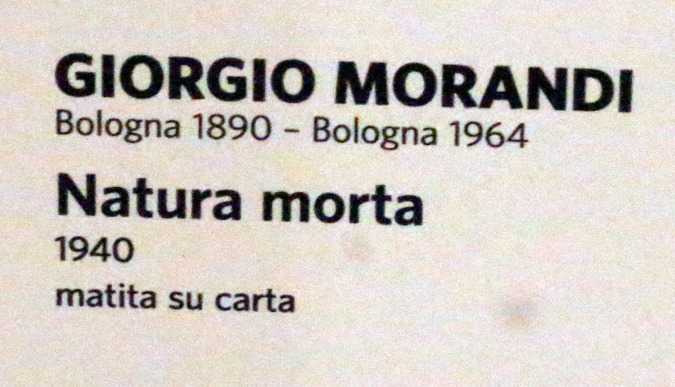 GIORGIO MORANDI
Bologna 1890 – Bologna 1964
Natura morta
1940
matita su carta